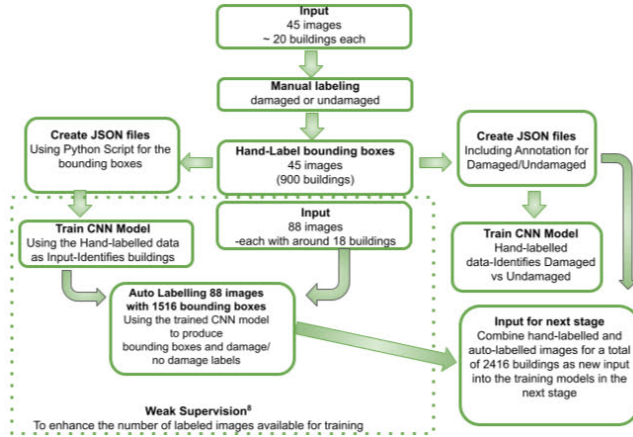 Input
45 images
~ 20 buildings each
Manual labeling
damaged or undamaged
Create JSON files
Using Python Script for the
bounding boxes
Hand-Label bounding boxes
45 images
(900 buildings)
Create JSON files
Including Annotation for
Damaged/Undamaged
Train CNN Model
Using the Hand-labelled data
as Input-Identifies buildings
Input
88 images
-each with around 18 buildings
Train CNN Model
Hand-labelled
data-Identifies Damaged
vs Undamaged
Auto Labelling 88 images
with 1516 bounding boxes
Using the trained CNN model
to produce
bounding boxes and damage/
no damage labels
Input for next stage
Combine hand-labelled and
auto-labelled images for a total
of 2416 buildings as new input
into the training models in the
next stage
Weak Supervision⁸
To enhance the number of labeled images available for training